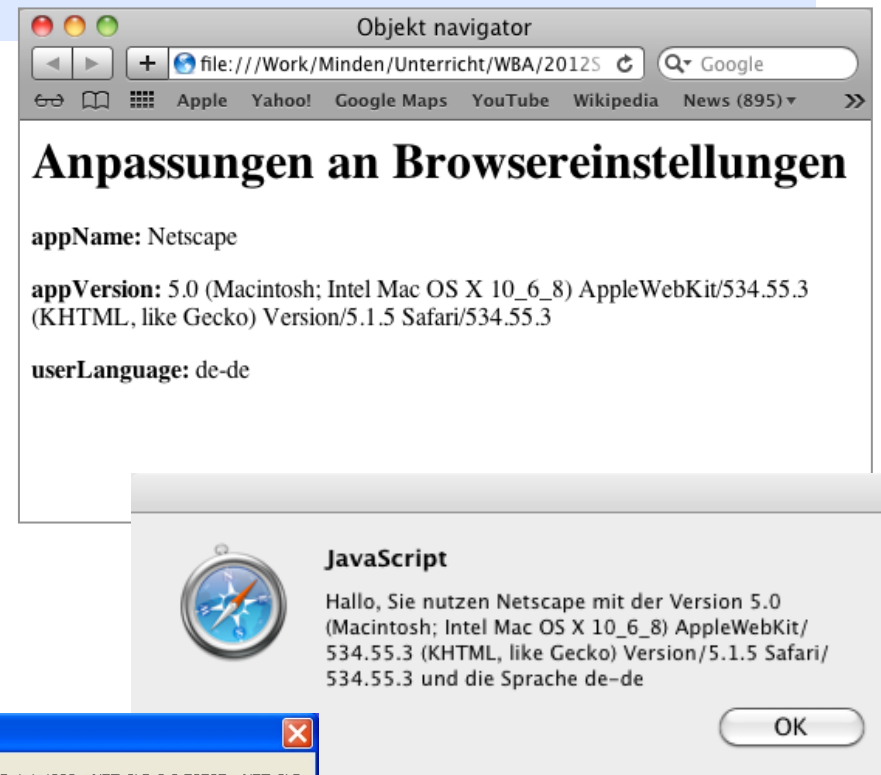 Objekt navigator
file:///Work/Minden/Unterricht/WBA/2012S
Google
Apple Yahoo! Google Maps YouTube Wikipedia News (895) ▾ »
Anpassungen an Browsereinstellungen
appName: Netscape
appVersion: 5.0 (Macintosh; Intel Mac OS X 10_6_8) AppleWebKit/534.55.3
(KHTML, like Gecko) Version/5.1.5 Safari/534.55.3
userLanguage: de-de
JavaScript
Hallo, Sie nutzen Netscape mit der Version 5.0
(Macintosh; Intel Mac OS X 10_6_8) AppleWebKit/
534.55.3 (KHTML, like Gecko) Version/5.1.5 Safari/
534.55.3 und die Sprache de-de
OK